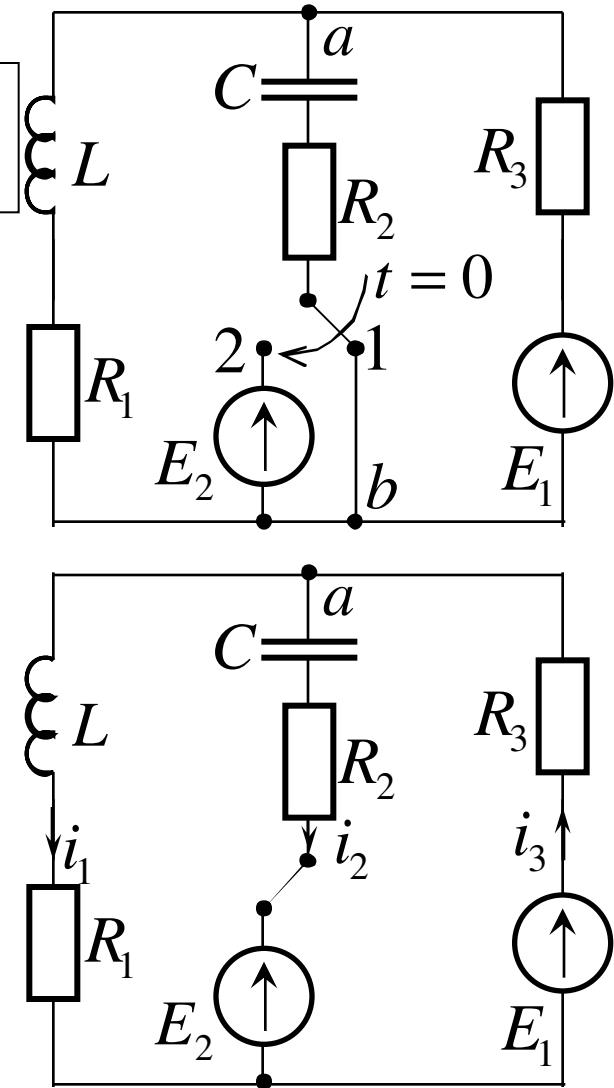 a
C
L
R₃
R₂
t = 0
2
1
R₁
E₂
b
E₁
a
C
L
R₃
R₂
i₁
i₂
i₃
R₁
E₂
E₁